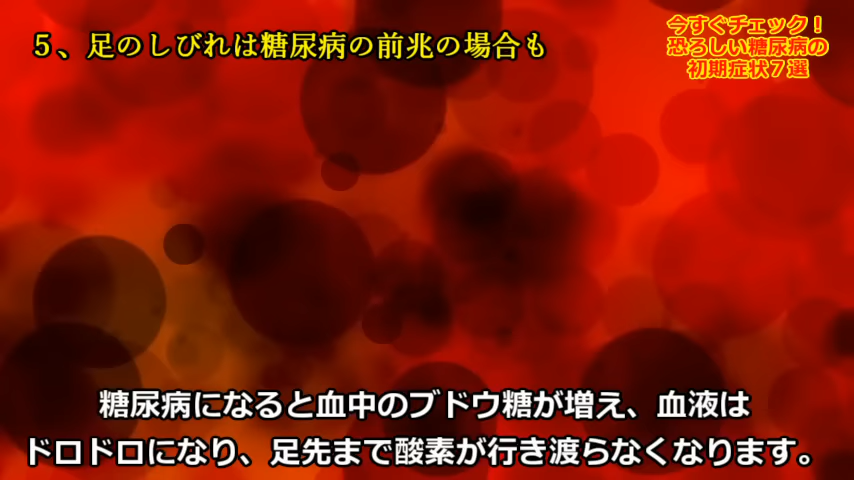 ５、足のしびれは糖尿病の前兆の場合も
今すぐチェック！
恐ろしい糖尿病の
初期症状７選
糖尿病になると血中のブドウ糖が増え、血液は
ドロドロになり、足先まで酸素が行き渡らなくなります。